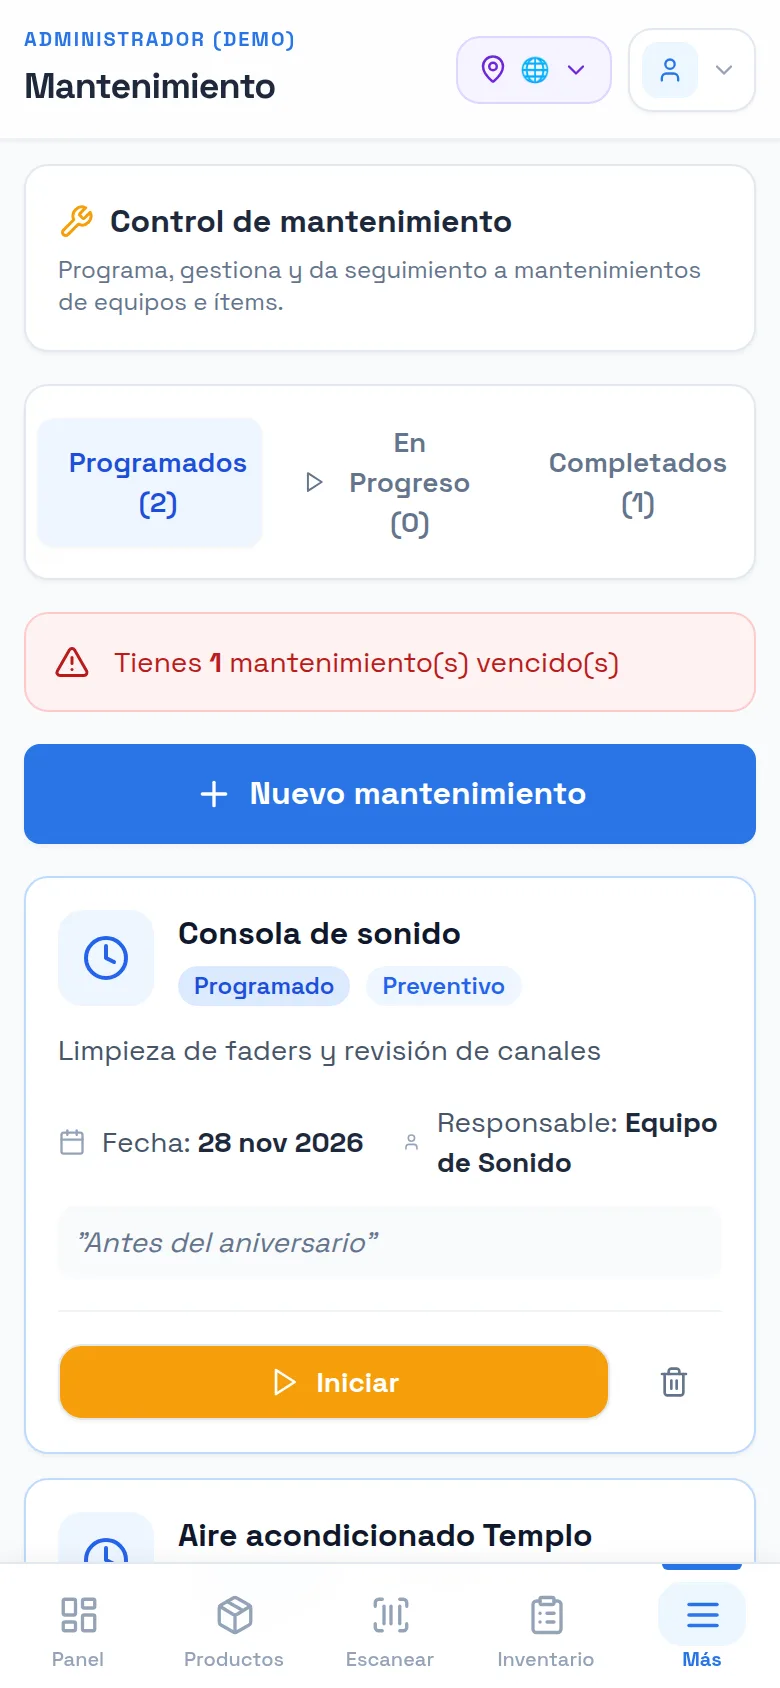 ADMINISTRADOR (DEMO)
Mantenimiento
Control de mantenimiento
Programa, gestiona y da seguimiento a mantenimientos
de equipos e ítems.
Programados
(2)
En
Progreso
(0)
Completados
(1)
Tienes 1 mantenimiento(s) vencido(s)
Nuevo mantenimiento
Consola de sonido
Programado
Preventivo
Limpieza de faders y revisión de canales
Fecha: 28 nov 2026
Responsable: Equipo
de Sonido
"Antes del aniversario"
Iniciar
Aire acondicionado Templo
Panel
Productos
Escanear
Inventario
Más